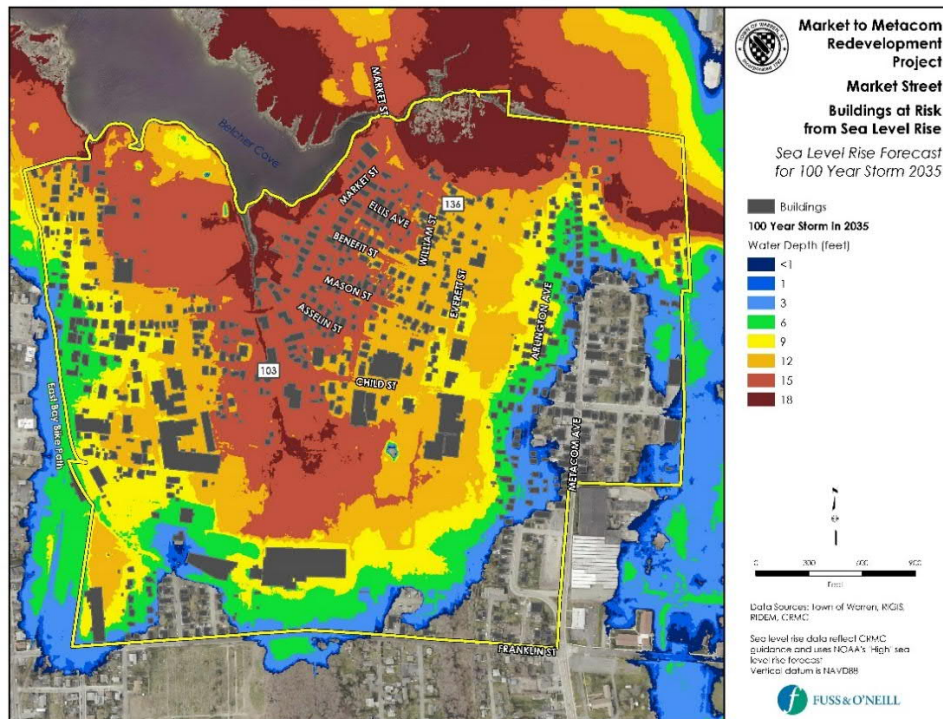 Market to Metacom
Redevelopment
Project
Market Street
Buildings at Risk
from Sea Level Rise
Sea Level Rise Forecast
for 100 Year Storm 2035
Buildings
100 Year Storm in 2035
Water Depth (feet)
<1
1
3
6
9
12
15
18
0 300 600 900
Feet
Data Sources: Town of Warren, RIGIS,
RIDEM, CRMC
Sea level rise data reflect CRMC
guidance and uses NOAA's 'High' sea
level rise forecast
Vertical datum is NAVD88
FUSS & O'NEILL
MARKET ST
Belcher Cove
MARKET ST
ELLIS AVE
136
BENEFIT ST
WILLIAM ST
MASON ST
EVERETT ST
ASSELIN ST
ARLINGTON AVE
103
CHILD ST
East Bay Bike Path
METACOM AVE
FRANKLIN ST